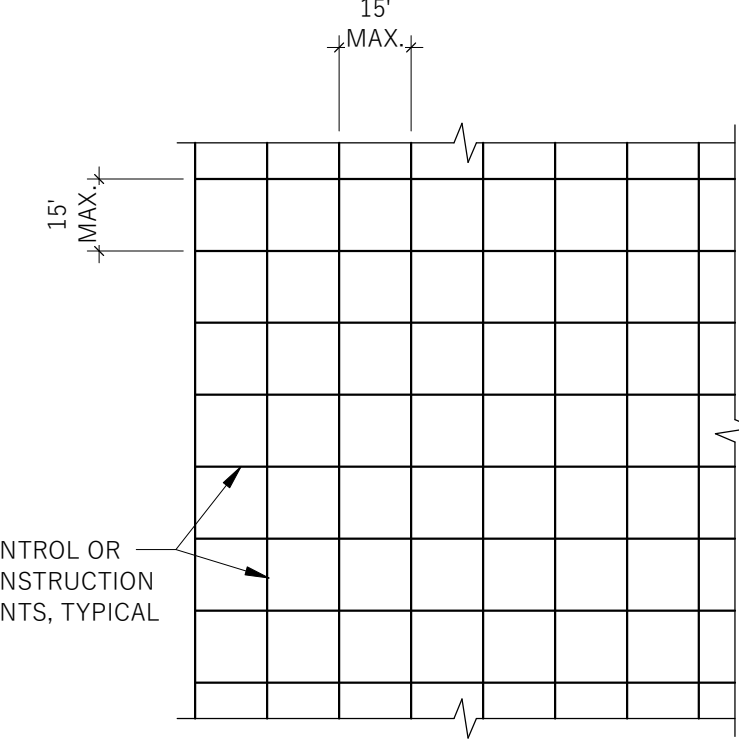 15'
MAX.
15'
MAX.
NTROL OR
NSTRUCTION
NTS, TYPICAL